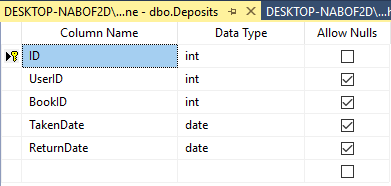 DESKTOP-NABOF2D\...ne - dbo.Deposits
DESKTOP-NABOF2D\...
Column Name Data Type Allow Nulls
ID int
UserID int
BookID int
TakenDate date
ReturnDate date